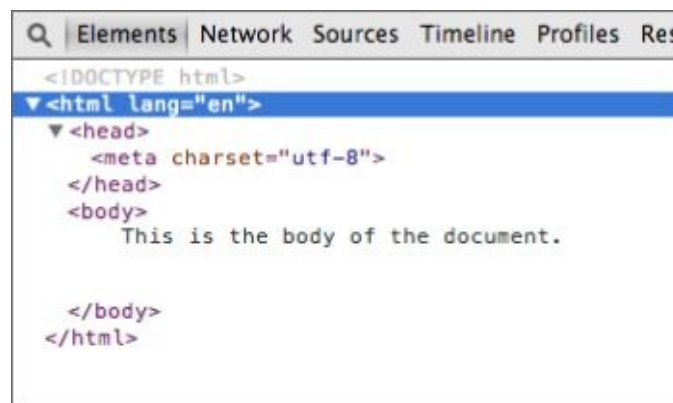 Elements Network Sources Timeline Profiles Res
<!DOCTYPE html>
<html lang="en">
<head>
<meta charset="utf-8">
</head>
<body>
This is the body of the document.
</body>
</html>